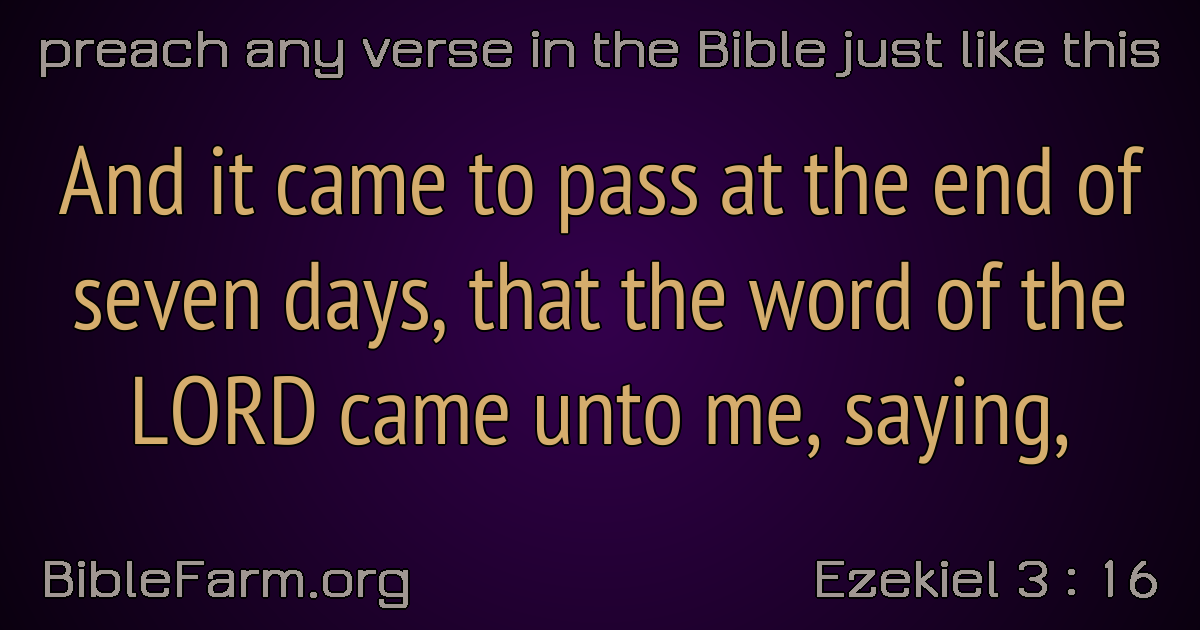 preach any verse in the Bible just like this
And it came to pass at the end of
seven days, that the word of the
LORD came unto me, saying,
BibleFarm.org
Ezekiel 3 : 16